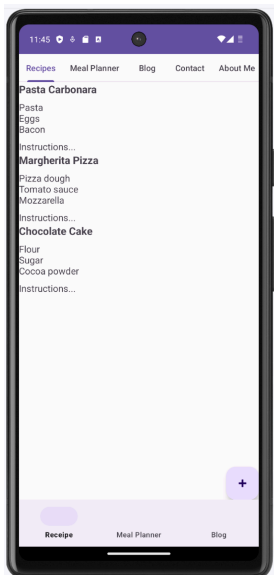 11:45
Recipes Meal Planner Blog Contact About Me
Pasta Carbonara
Pasta
Eggs
Bacon
Instructions...
Margherita Pizza
Pizza dough
Tomato sauce
Mozzarella
Instructions...
Chocolate Cake
Flour
Sugar
Cocoa powder
Instructions...
+
Receipe Meal Planner Blog